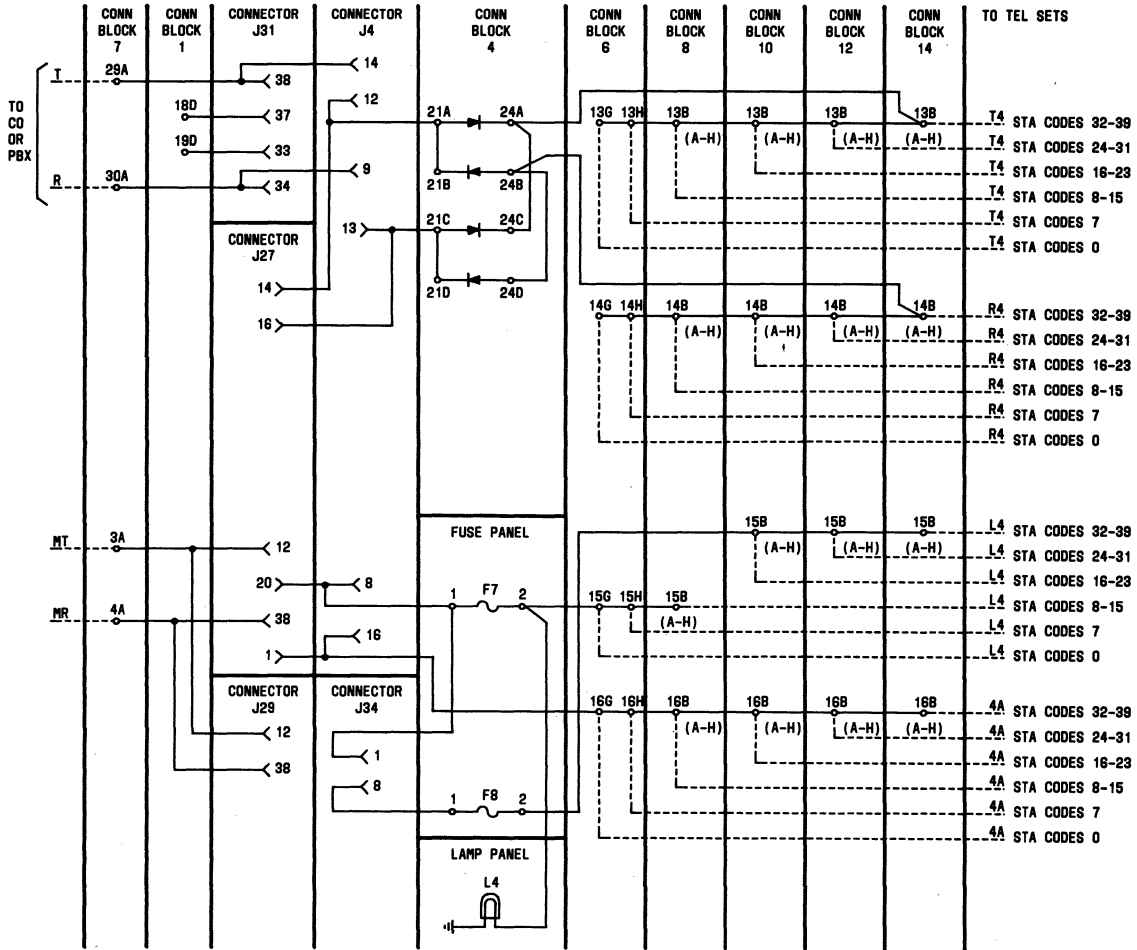 CONN BLOCK 7
CONN BLOCK 1
CONNECTOR J31
CONNECTOR J4
CONN BLOCK 4
CONN BLOCK 6
CONN BLOCK 8
CONN BLOCK 10
CONN BLOCK 12
CONN BLOCK 14
TO TEL SETS
TO CO OR PBX
T
29A
38
14
18D
37
12
19D
33
R
30A
34
9
CONNECTOR J27
14
16
13
21A
24A
21B
24B
21C
24C
21D
24D
13G
13H
13B
13B
13B
13B
(A-H)
(A-H)
(A-H)
(A-H)
T4 STA CODES 32-39
T4 STA CODES 24-31
T4 STA CODES 16-23
T4 STA CODES 8-15
T4 STA CODES 7
T4 STA CODES 0
14G
14H
14B
14B
14B
14B
(A-H)
(A-H)
(A-H)
(A-H)
R4 STA CODES 32-39
R4 STA CODES 24-31
R4 STA CODES 16-23
R4 STA CODES 8-15
R4 STA CODES 7
R4 STA CODES 0
MT
3A
12
20
8
MR
4A
38
16
1
FUSE PANEL
1
F7
2
15B
15B
15B
(A-H)
(A-H)
(A-H)
15G
15H
15B
(A-H)
L4 STA CODES 32-39
L4 STA CODES 24-31
L4 STA CODES 16-23
L4 STA CODES 8-15
L4 STA CODES 7
L4 STA CODES 0
CONNECTOR J29
12
38
CONNECTOR J34
1
8
1
F8
2
16G
16H
16B
16B
16B
16B
(A-H)
(A-H)
(A-H)
(A-H)
4A STA CODES 32-39
4A STA CODES 24-31
4A STA CODES 16-23
4A STA CODES 8-15
4A STA CODES 7
4A STA CODES 0
LAMP PANEL
L4